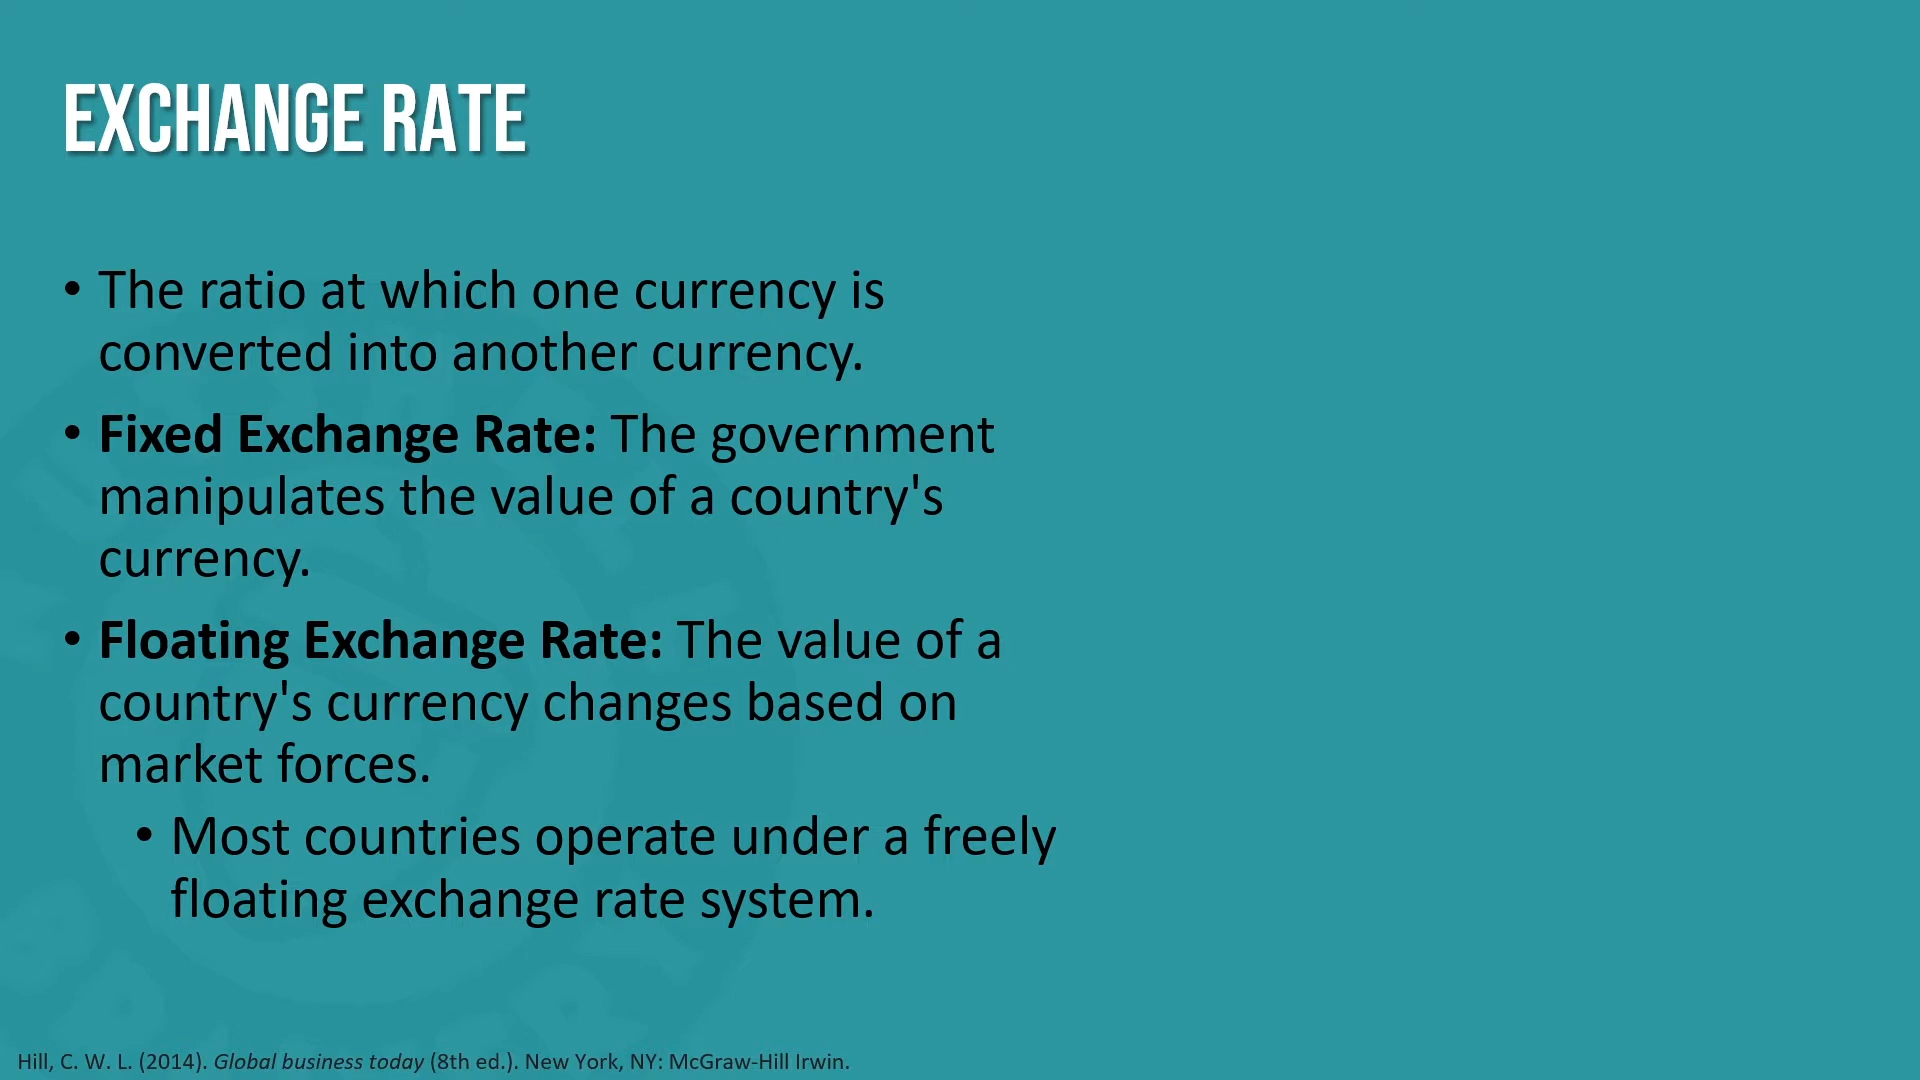 EXCHANGE RATE
• The ratio at which one currency is
converted into another currency.
• Fixed Exchange Rate: The government
manipulates the value of a country's
currency.
• Floating Exchange Rate: The value of a
country's currency changes based on
market forces.
• Most countries operate under a freely
floating exchange rate system.
Hill, C. W. L. (2014). Global business today (8th ed.). New York, NY: McGraw-Hill Irwin.